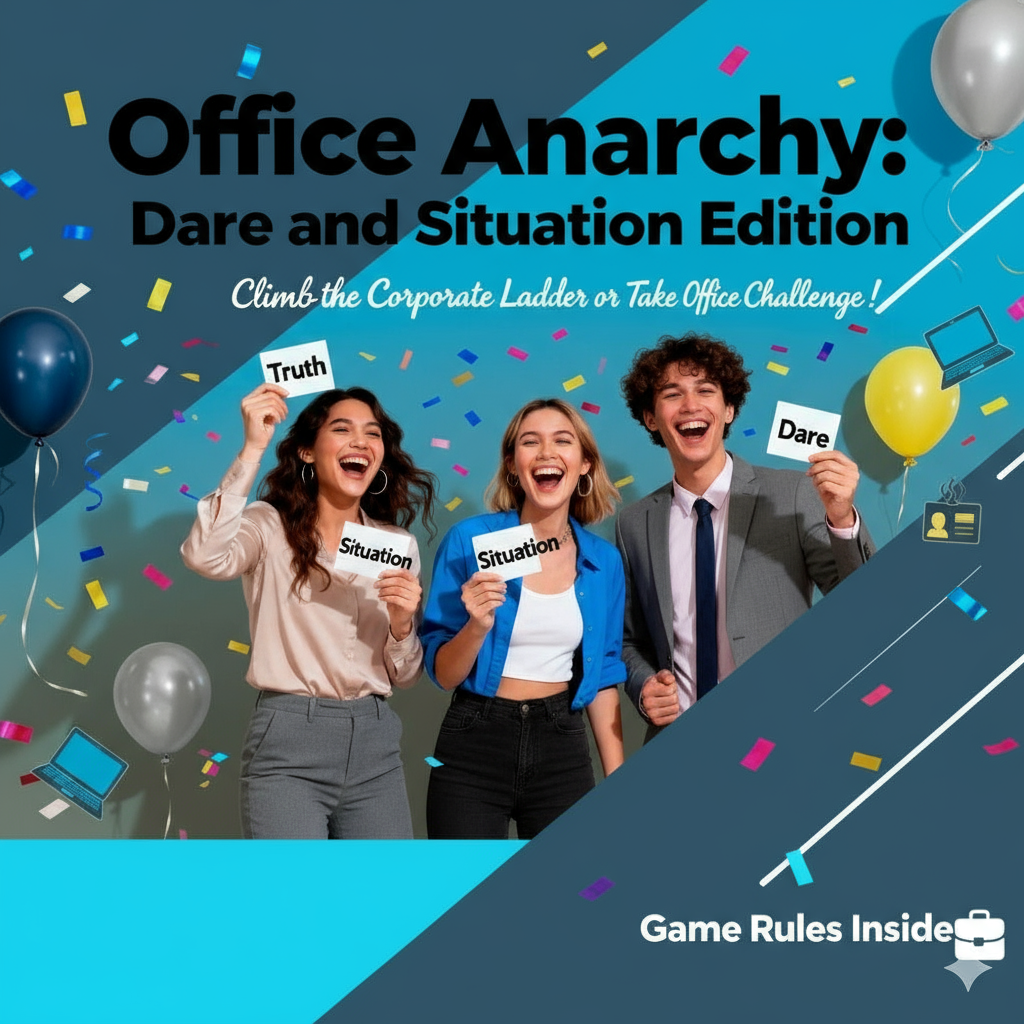 Office Anarchy:
Dare and Situation Edition
Climb the Corporate Ladder or Take Office Challenge!
Truth
Dare
Situation
Situation
Game Rules Inside